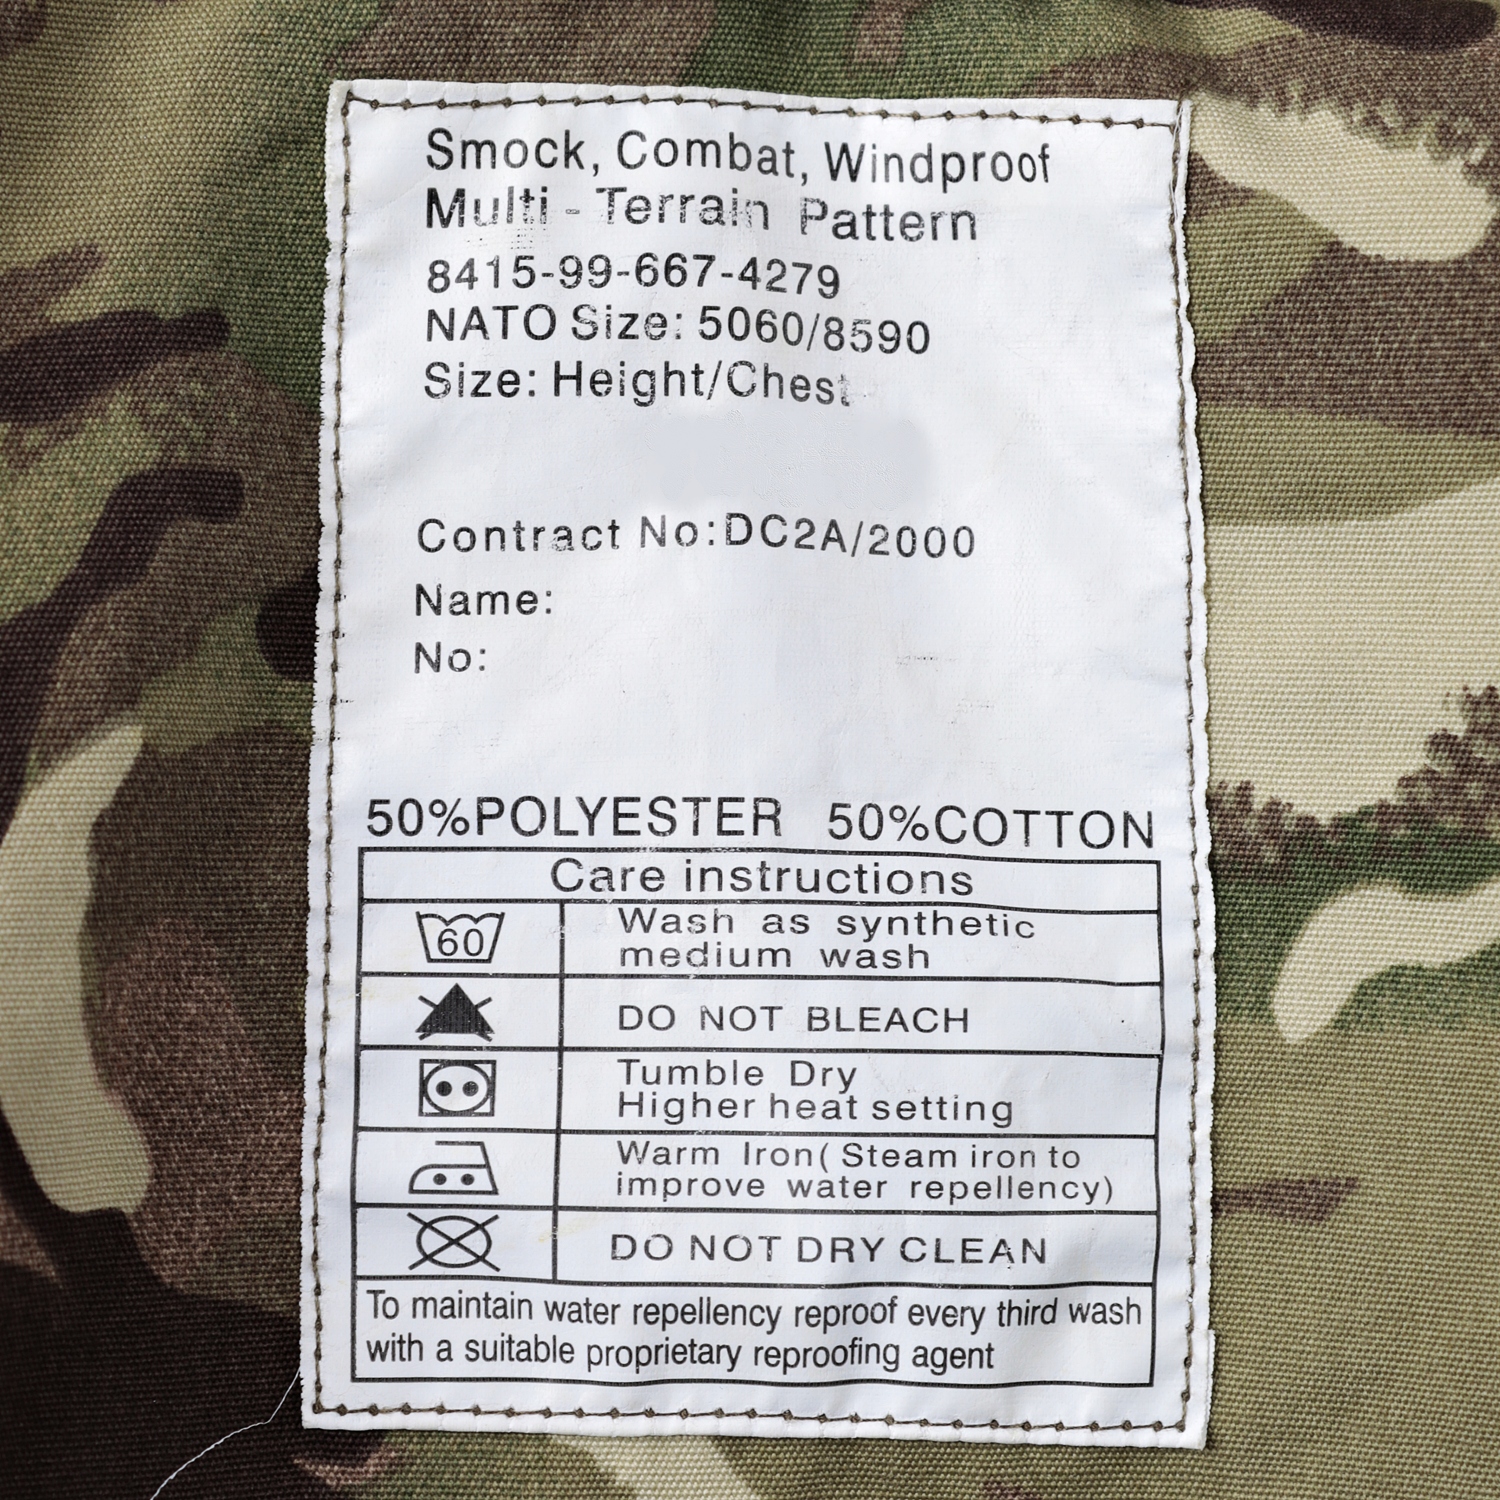 Smock, Combat, Windproof
Multi - Terrain Pattern
8415-99-667-4279
NATO Size: 5060/8590
Size: Height/Chest
Contract No:DC2A/2000
Name:
No:
50%POLYESTER 50%COTTON
Care instructions
60 Wash as synthetic
medium wash
DO NOT BLEACH
Tumble Dry
Higher heat setting
Warm Iron( Steam iron to
improve water repellency)
DO NOT DRY CLEAN
To maintain water repellency reproof every third wash
with a suitable proprietary reproofing agent